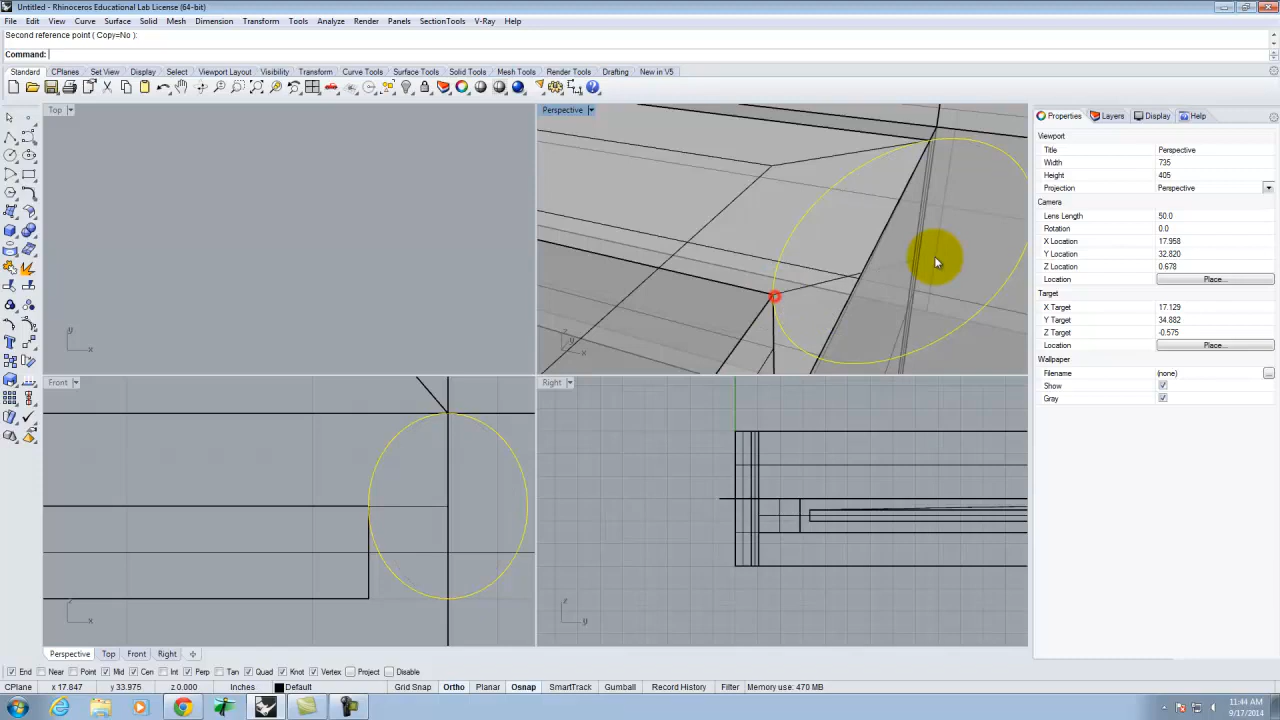 Untitled - Rhinoceros Educational Lab License (64-bit)
File Edit View Curve Surface Solid Mesh Dimension Transform Tools Analyze Render Panels SectionTools V-Ray Help
Second reference point ( Copy=No ):
Command:
Standard CPlanes Set View Display Select Viewport Layout Visibility Transform Curve Tools Surface Tools Solid Tools Mesh Tools Render Tools Drafting New in V5
Top
Perspective
Properties Layers Display Help
Viewport
Title Perspective
Width 735
Height 405
Projection Perspective
Camera
Lens Length 50.0
Rotation 0.0
X Location 17.958
Y Location 32.820
Z Location 0.678
Location Place...
Target
X Target 17.129
Y Target 34.882
Z Target -0.575
Location Place...
Wallpaper
Filename (none)
Show
Gray
y
x
z
y
x
Front
Right
z
x
z
y
Perspective Top Front Right
End Near Point Mid Cen Int Perp Tan Quad Knot Vertex Project Disable
CPlane x 17.847 y 33.975 z 0.000 Inches Default Grid Snap Ortho Planar Osnap SmartTrack Gumball Record History Filter Memory use: 470 MB
11:44 AM
9/17/2014